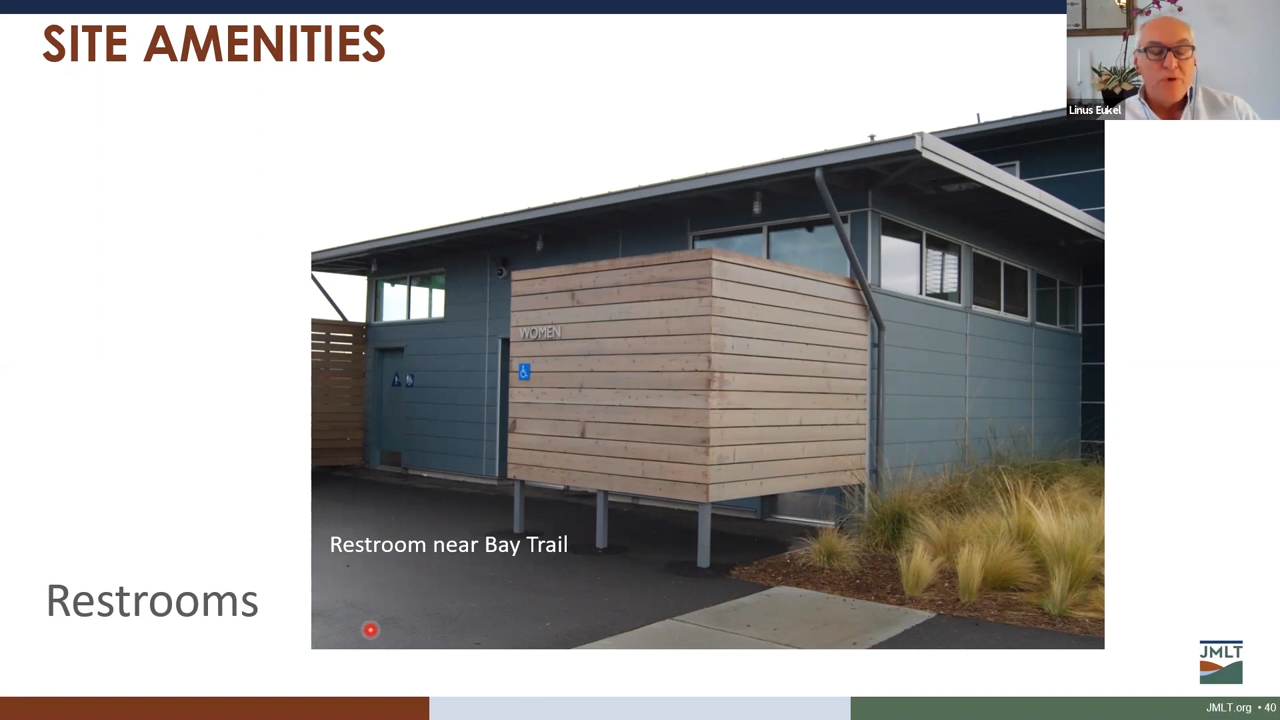 SITE AMENITIES
Linus Eukel
WOMEN
Restroom near Bay Trail
Restrooms
JMLT
JMLT.org • 40